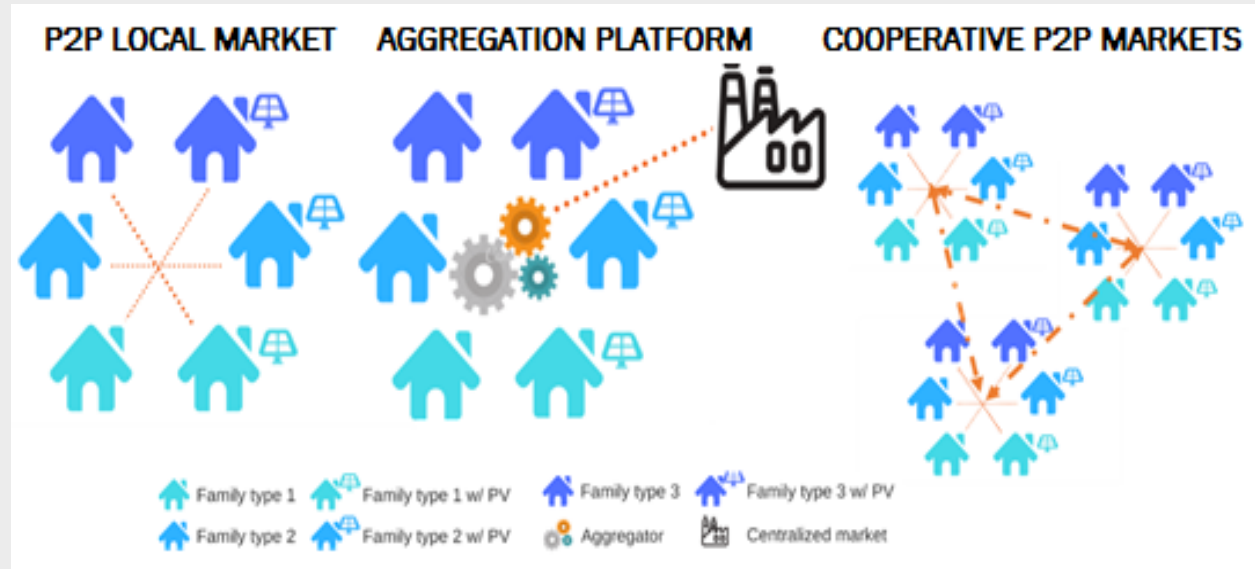 P2P LOCAL MARKET
AGGREGATION PLATFORM
COOPERATIVE P2P MARKETS
Family type 1
Family type 1 w/ PV
Family type 3
Family type 3 w/ PV
Family type 2
Family type 2 w/ PV
Aggregator
Centralized market